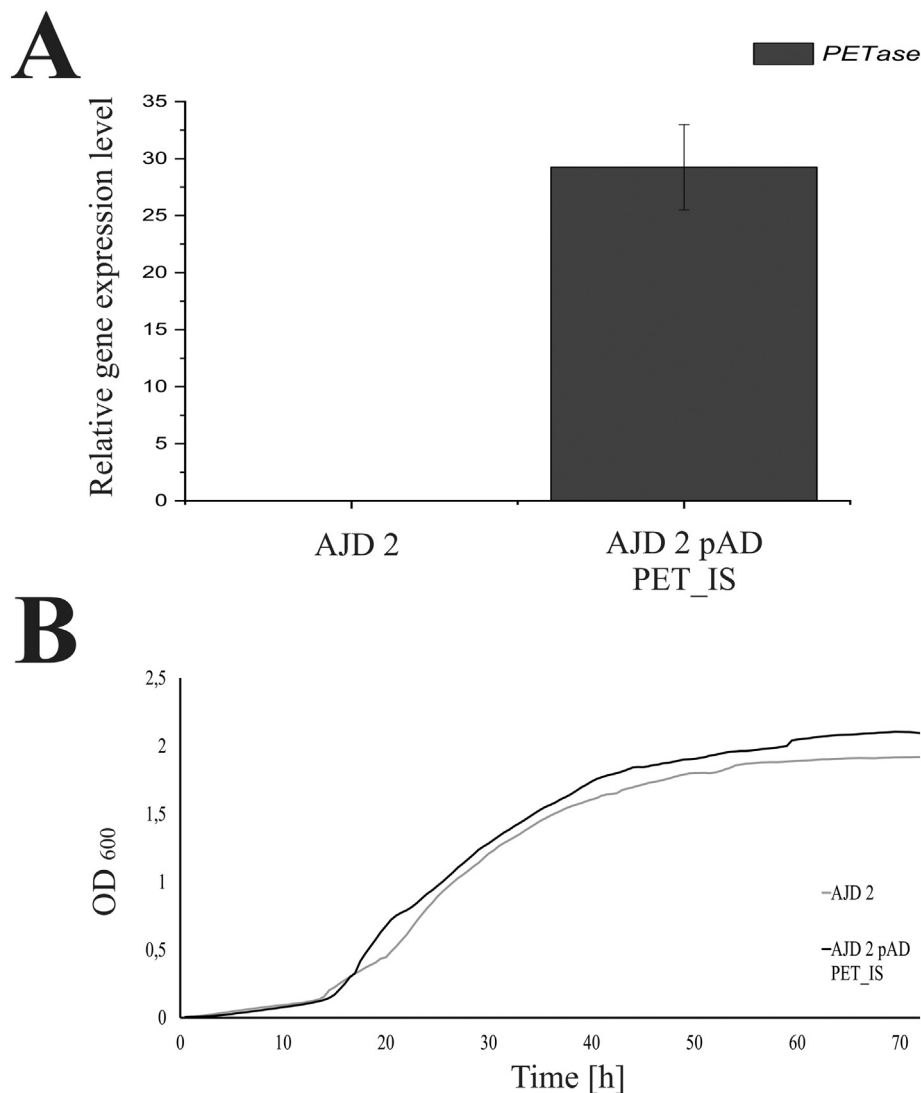 A
PETase
Relative gene expression level
35
30
25
20
15
10
5
0
AJD 2
AJD 2 pAD
PET_IS
B
OD 600
2,5
2
1,5
1
0,5
0
0 10 20 30 40 50 60 70
Time [h]
AJD 2
AJD 2 pAD
PET_IS